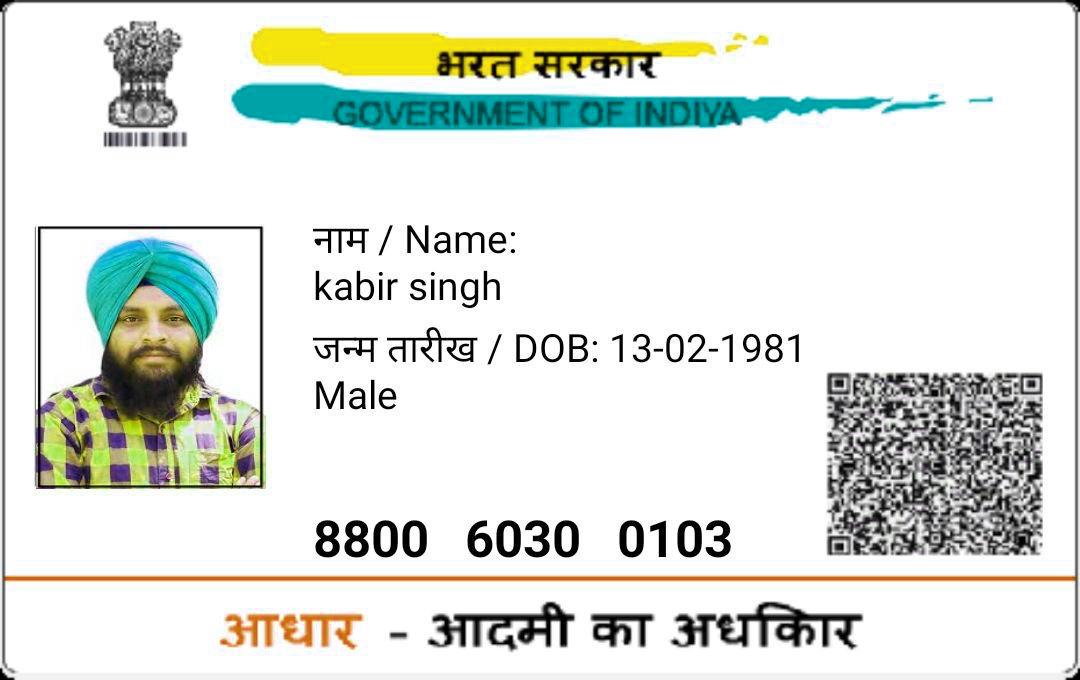 भरत सरकार
GOVERNMENT OF INDIYA
नाम / Name:
kabir singh
जन्म तारीख / DOB: 13-02-1981
Male
8800 6030 0103
आधार - आदमी का अधकिार